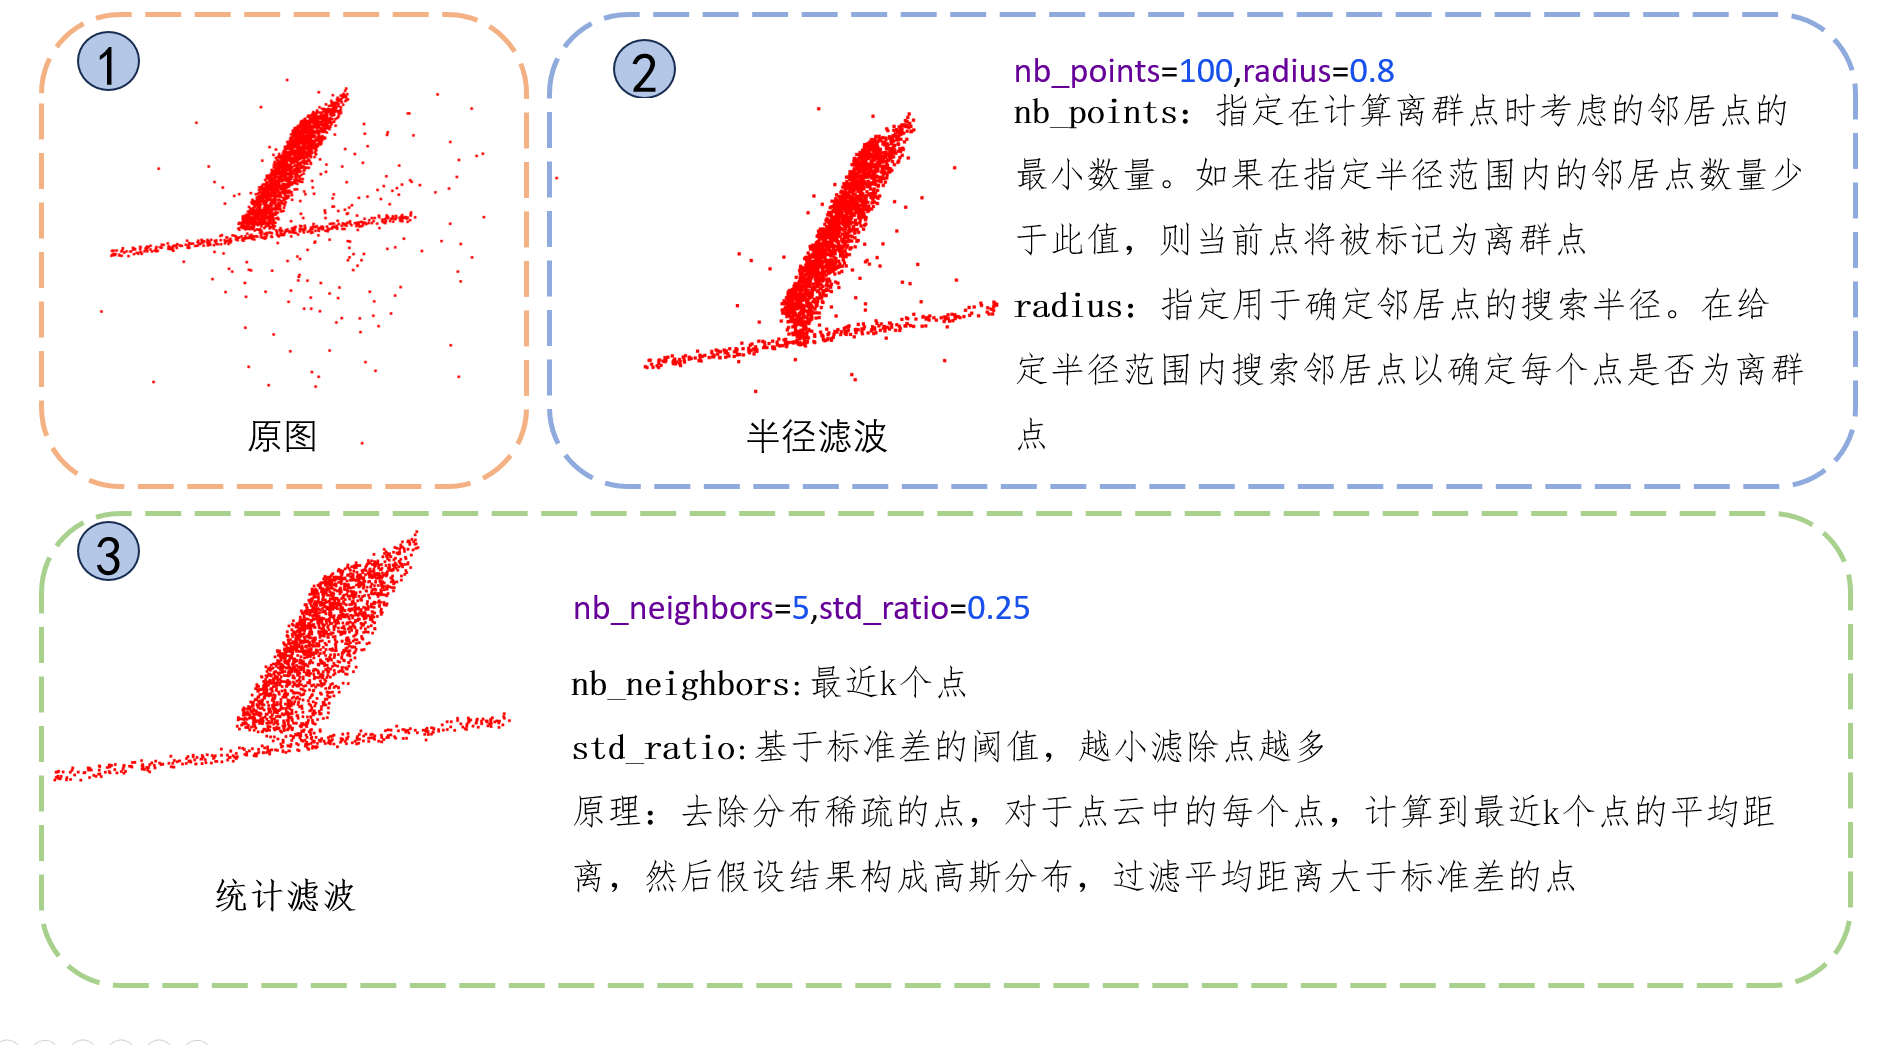 1
原图
2
半径滤波
nb_points=100,radius=0.8
nb_points：指定在计算离群点时考虑的邻居点的
最小数量。如果在指定半径范围内的邻居点数量少
于此值，则当前点将被标记为离群点
radius：指定用于确定邻居点的搜索半径。在给
定半径范围内搜索邻居点以确定每个点是否为离群
点
3
统计滤波
nb_neighbors=5,std_ratio=0.25
nb_neighbors:最近k个点
std_ratio:基于标准差的阈值，越小滤除点越多
原理：去除分布稀疏的点，对于点云中的每个点，计算到最近k个点的平均距
离，然后假设结果构成高斯分布，过滤平均距离大于标准差的点